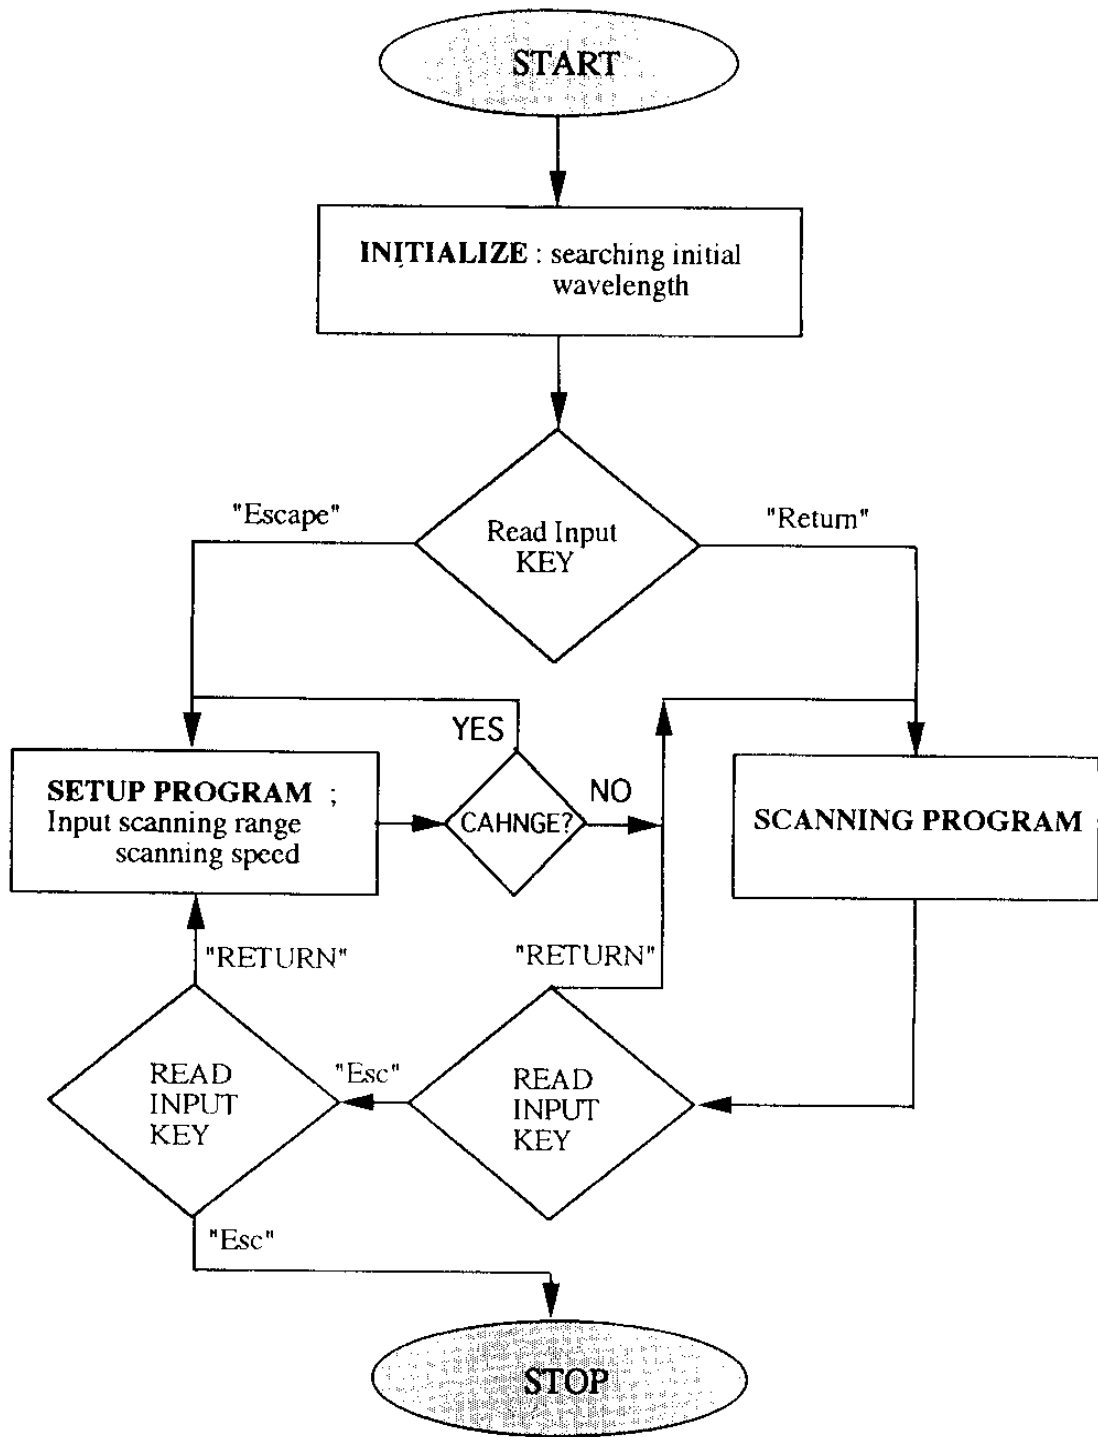 START
INITIALIZE : searching initial
wavelength
"Escape"
Read Input
KEY
"Return"
YES
SETUP PROGRAM ;
Input scanning range
scanning speed
CAHNGE?
NO
SCANNING PROGRAM
"RETURN"
"RETURN"
READ
INPUT
KEY
"Esc"
READ
INPUT
KEY
"Esc"
STOP